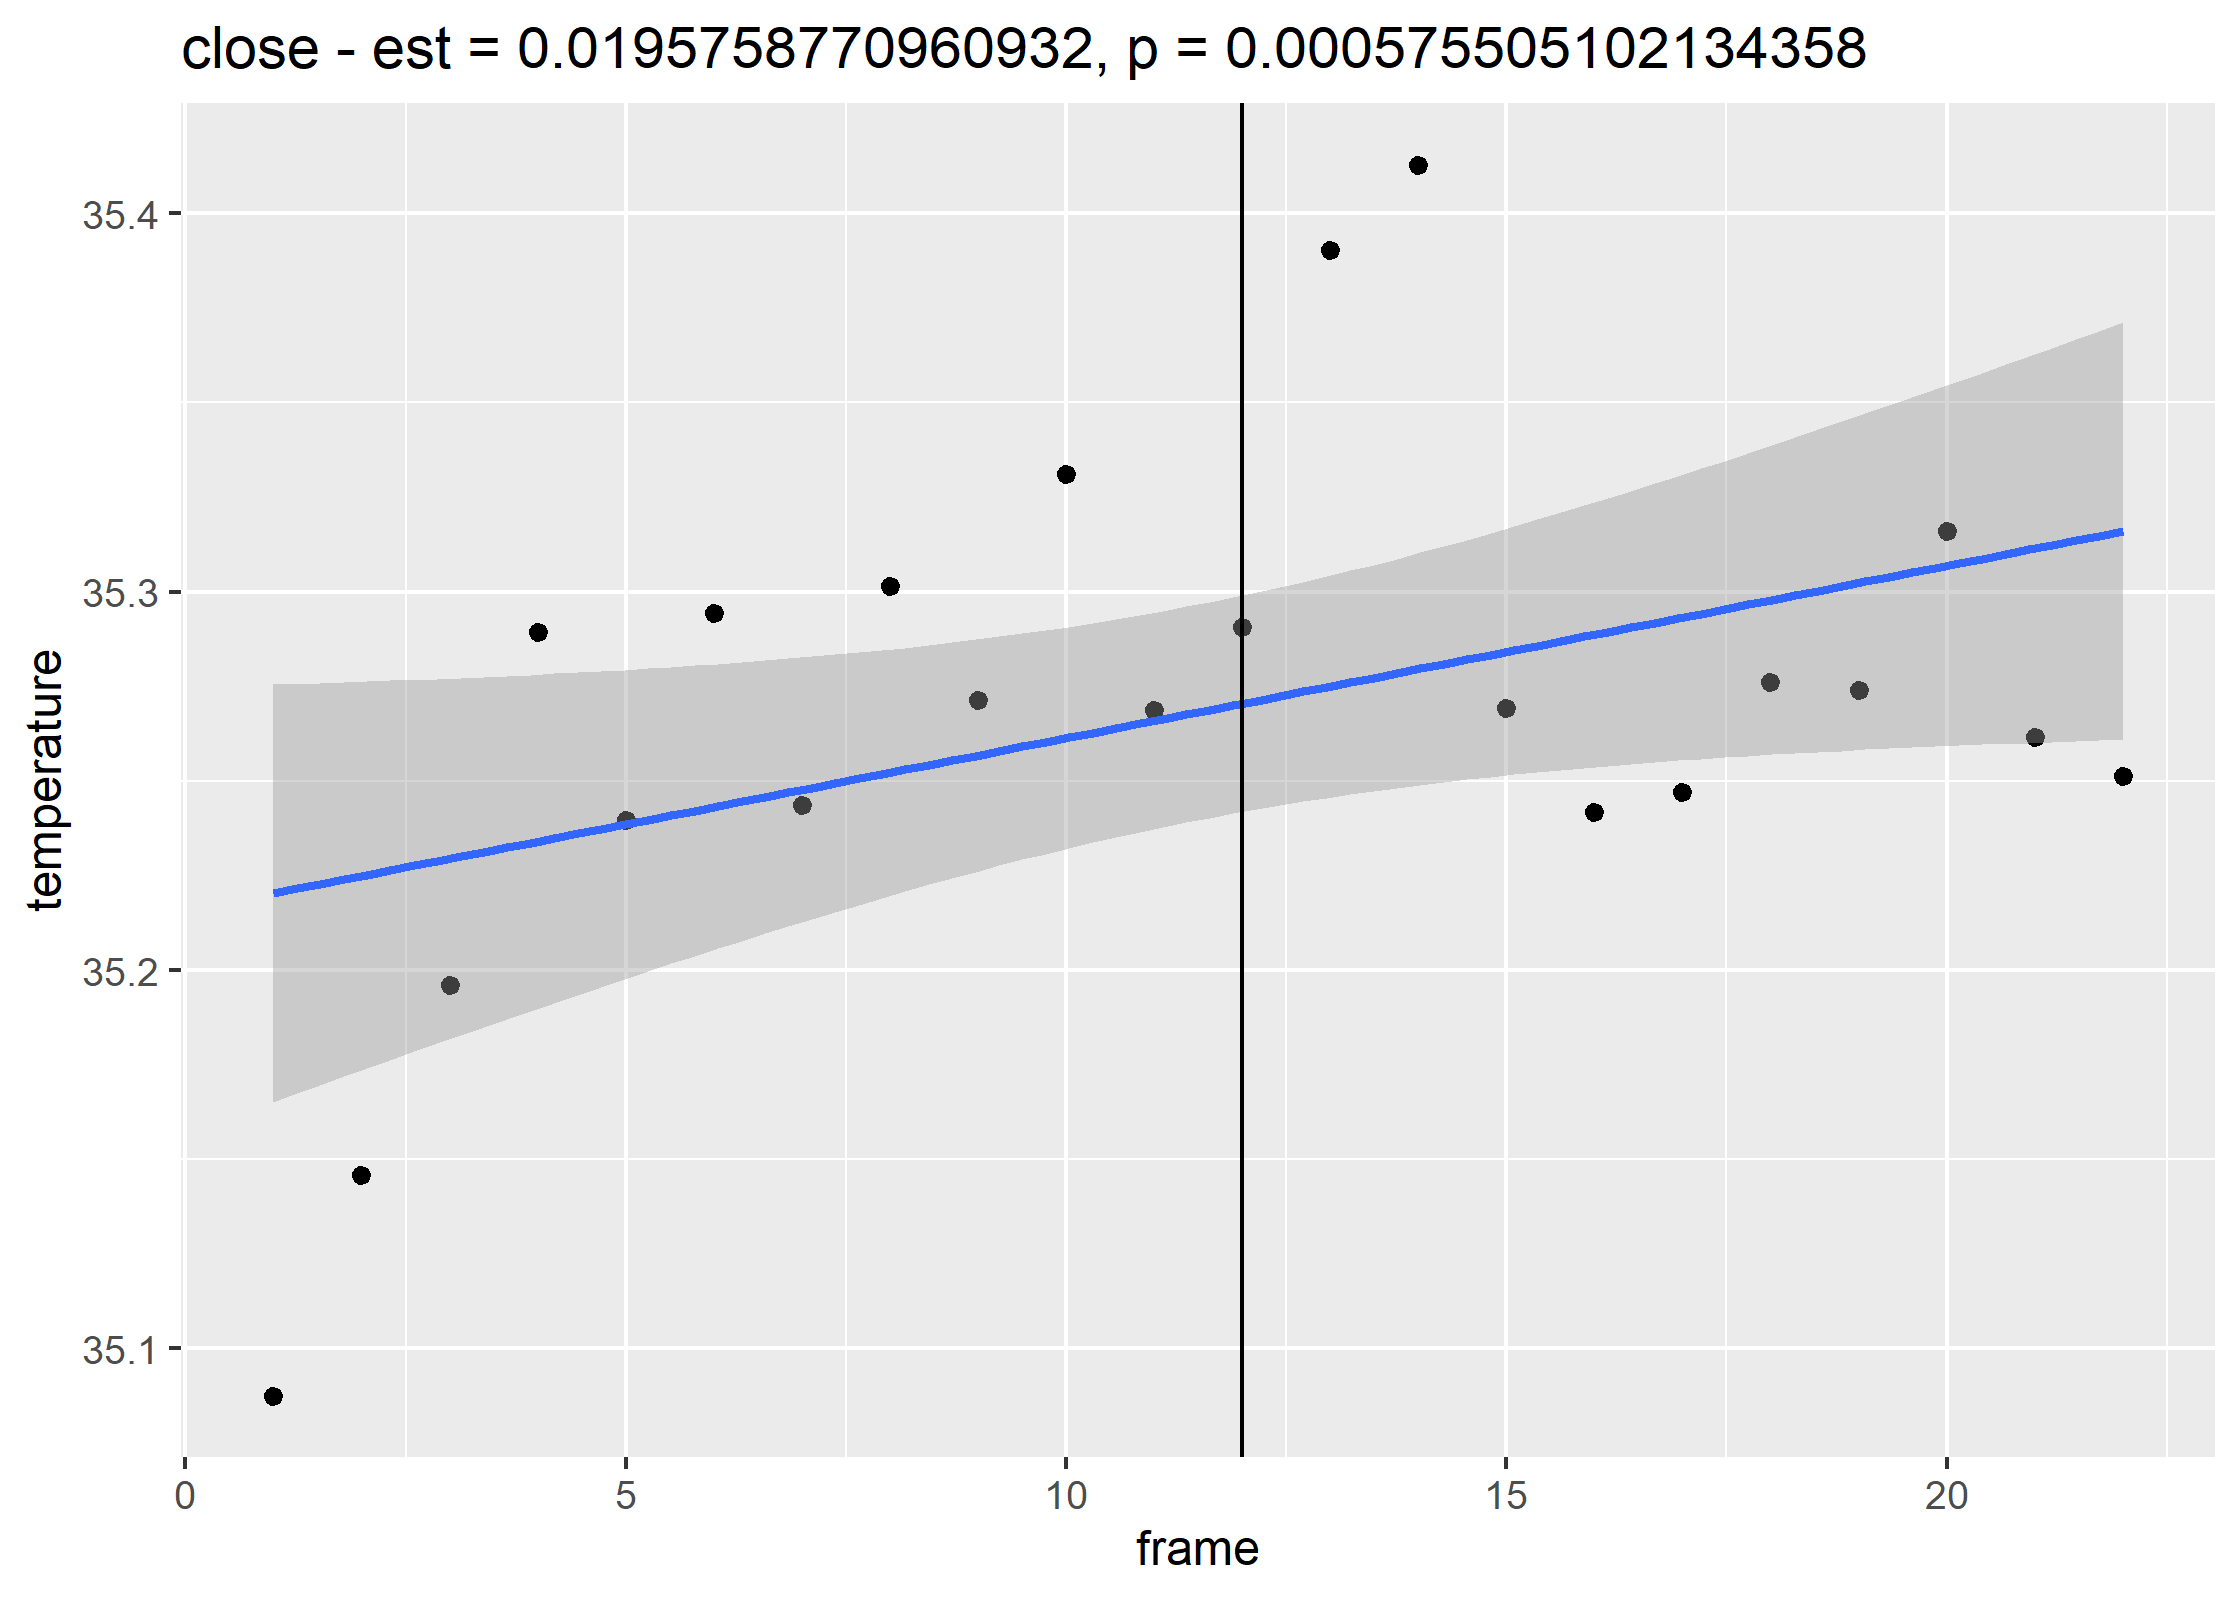 close - est = 0.0195758770960932, p = 0.000575505102134358
35.4
35.3
35.2
35.1
temperature
0 5 10 15 20
frame